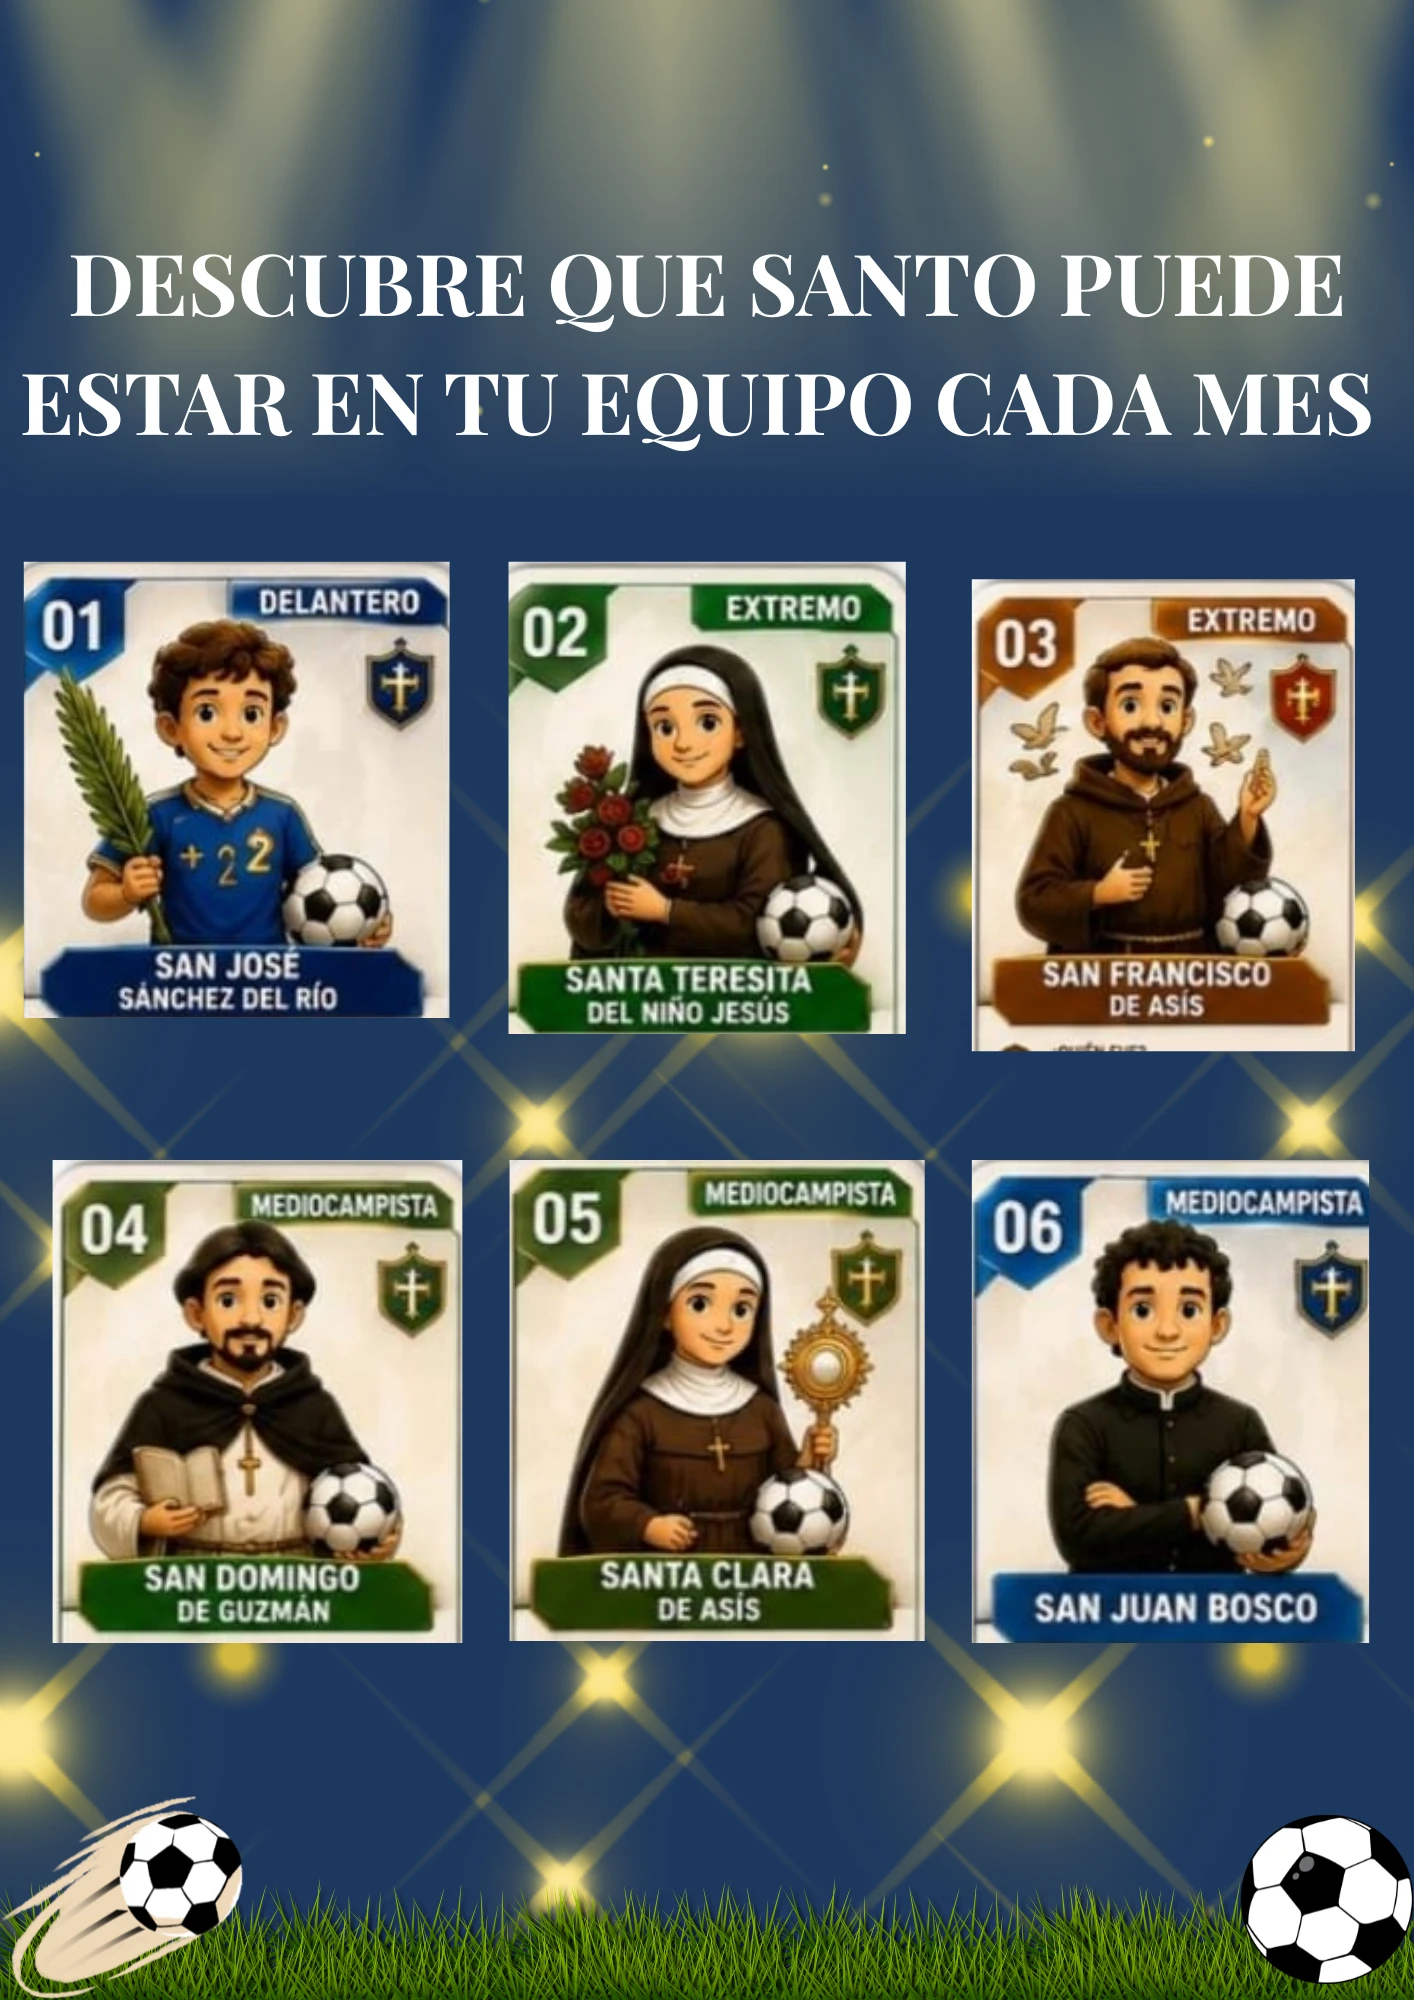 DESCUBRE QUE SANTO PUEDE
ESTAR EN TU EQUIPO CADA MES
01
DELANTERO
+ 2 2
SAN JOSÉ
SÁNCHEZ DEL RÍO
02
EXTREMO
SANTA TERESITA
DEL NIÑO JESÚS
03
EXTREMO
SAN FRANCISCO
DE ASÍS
04
MEDIOCAMPISTA
SAN DOMINGO
DE GUZMÁN
05
MEDIOCAMPISTA
SANTA CLARA
DE ASÍS
06
MEDIOCAMPISTA
SAN JUAN BOSCO